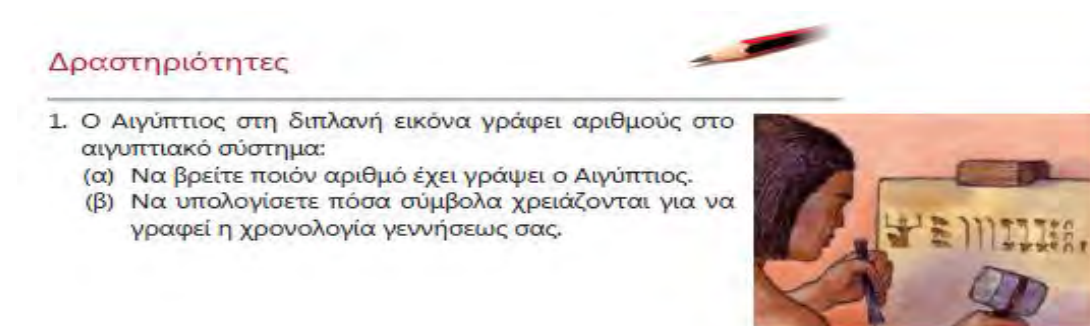 Δραστηριότητες
1. Ο Αιγύπτιος στη διπλανή εικόνα γράφει αριθμούς στο
αιγυπτιακό σύστημα:
(α) Να βρείτε ποιόν αριθμό έχει γράψει ο Αιγύπτιος.
(β) Να υπολογίσετε πόσα σύμβολα χρειάζονται για να
γραφεί η χρονολογία γεννήσεως σας.